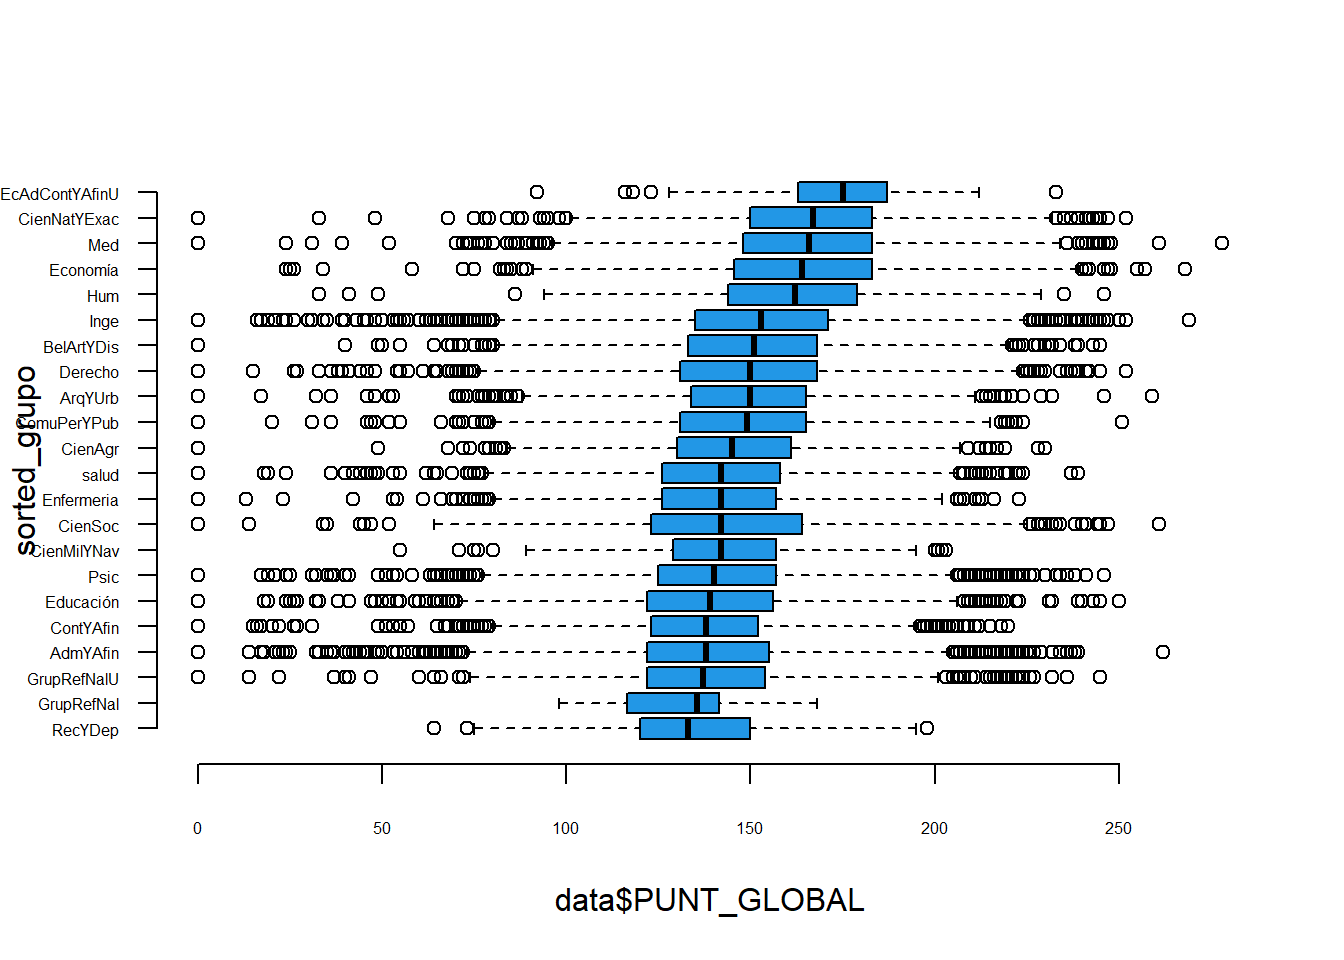 EcAdContYAfinU
CienNatYExac
Med
Economía
Hum
Inge
BelArtYDis
Derecho
ArqYUrb
ComuPerYPub
CienAgr
salud
Enfermeria
CienSoc
CienMilYNav
Psic
Educación
ContYAfin
AdmYAfin
GrupRefNalU
GrupRefNal
RecYDep
sorted_grupo
0 50 100 150 200 250
data$PUNT_GLOBAL